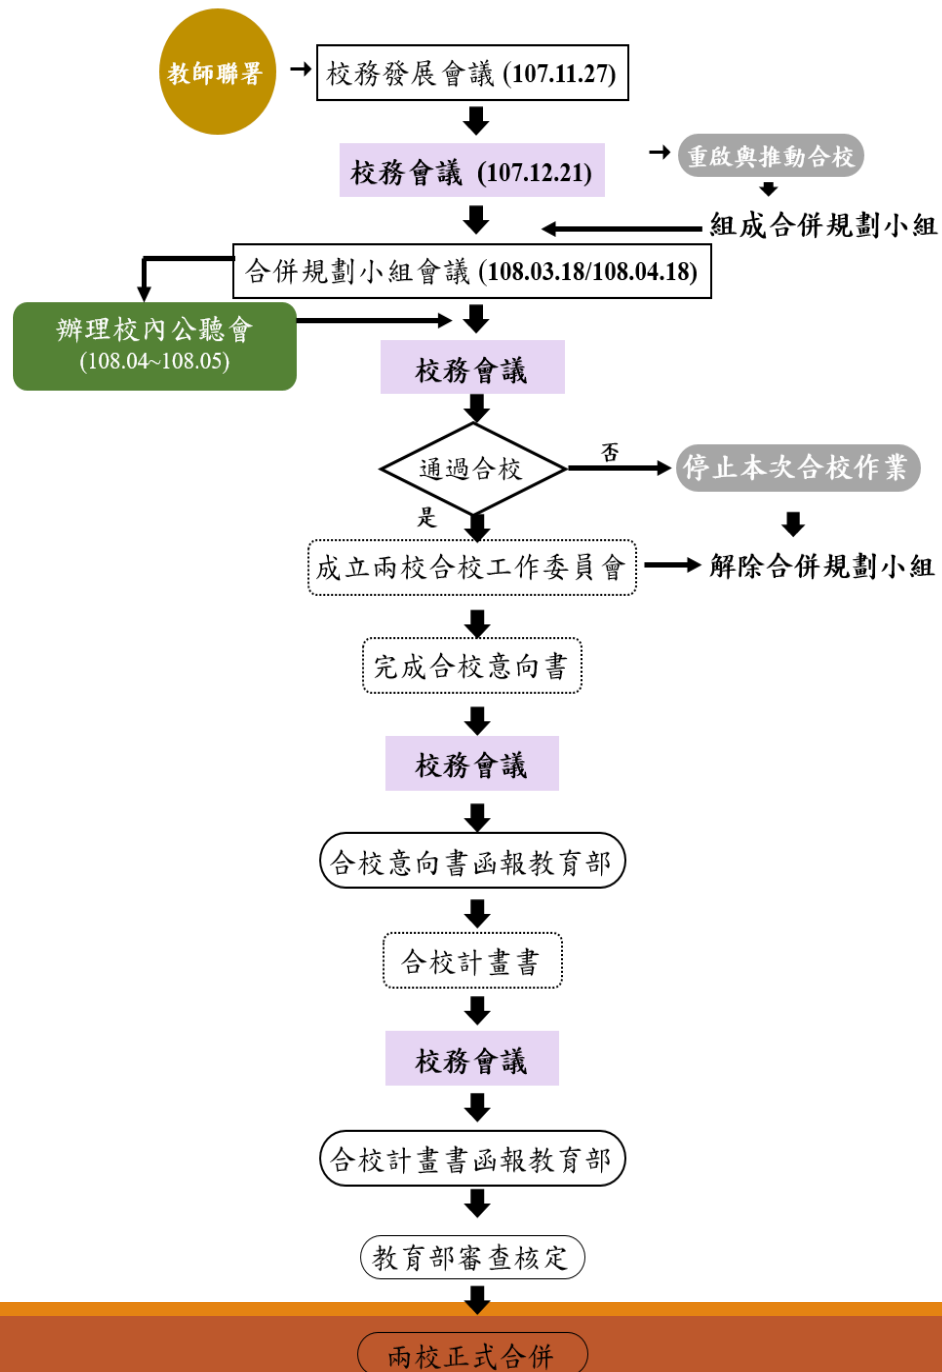 教師聯署
校務發展會議 (107.11.27)
校務會議 (107.12.21)
重啟與推動合校
組成合併規劃小組
合併規劃小組會議 (108.03.18/108.04.18)
辦理校內公聽會
(108.04~108.05)
校務會議
通過合校
否
停止本次合校作業
是
成立兩校合校工作委員會
解除合併規劃小組
完成合校意向書
校務會議
合校意向書函報教育部
合校計畫書
校務會議
合校計畫書函報教育部
教育部審查核定
兩校正式合併